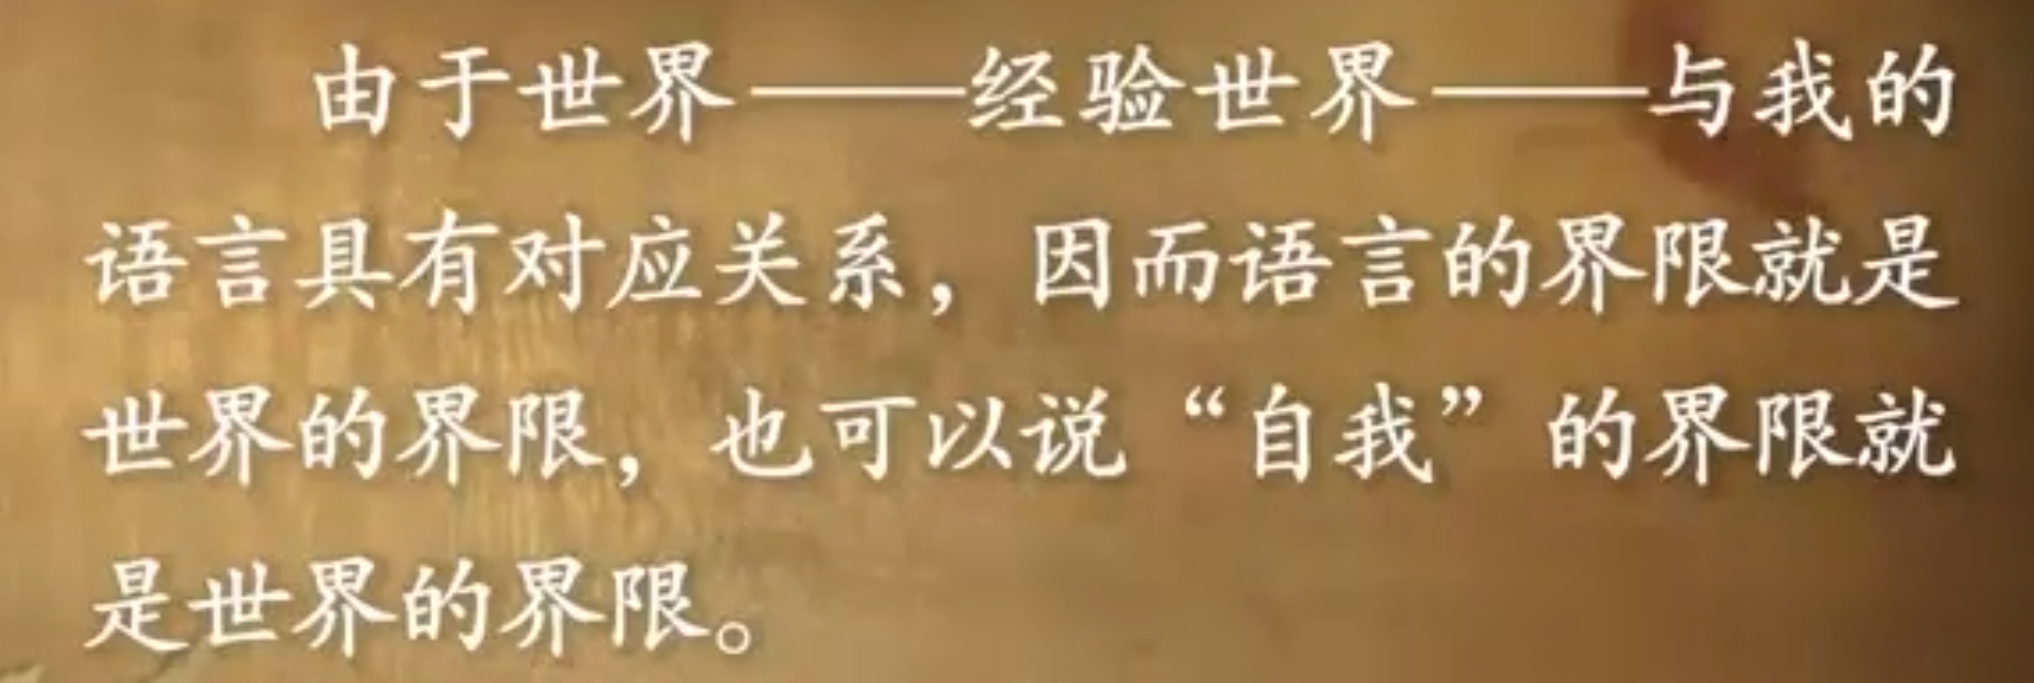 由于世界——经验世界——与我的
语言具有对应关系，因而语言的界限就是
世界的界限，也可以说“自我”的界限就
是世界的界限。